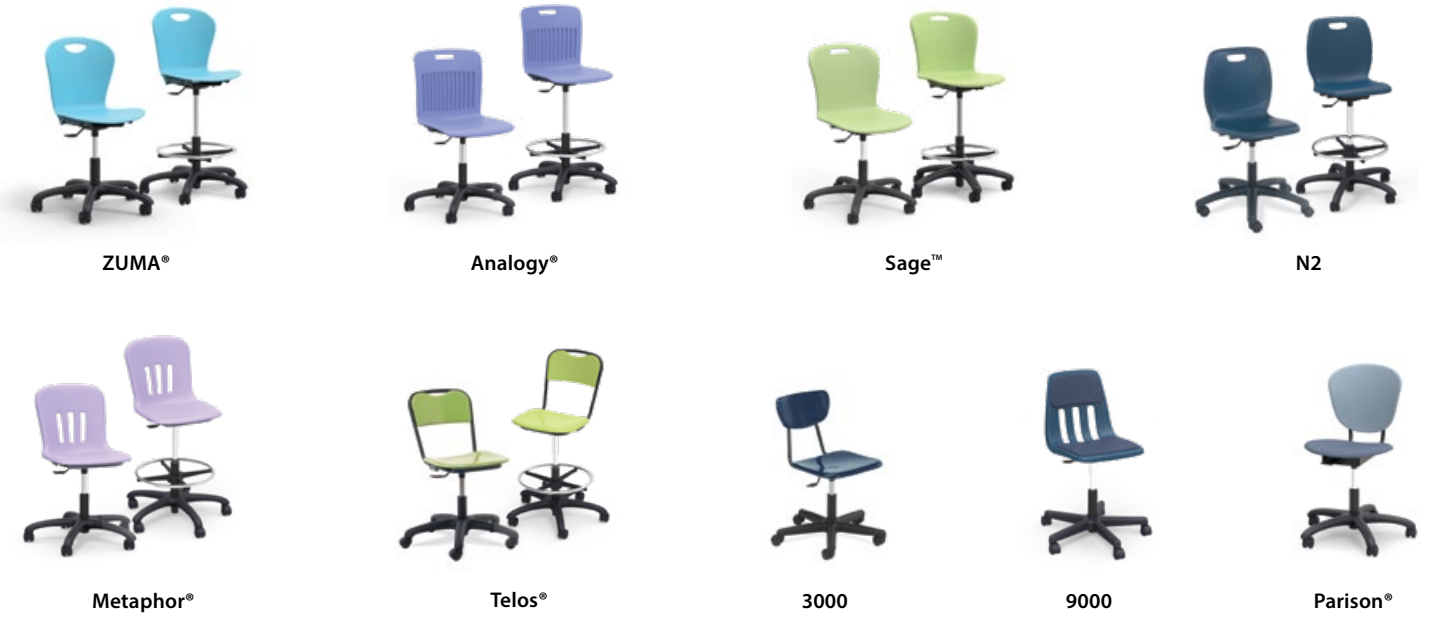 ZUMA®
Analogy®
Sage™
N2
Metaphor®
Telos®
3000
9000
Parison®